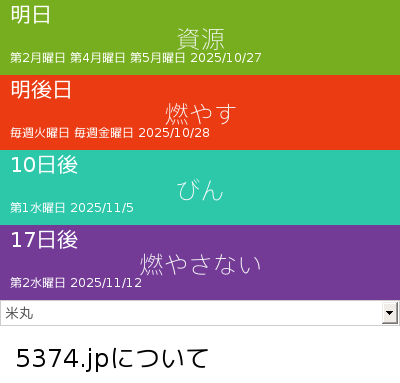 明日
資源
第2月曜日 第4月曜日 第5月曜日 2025/10/27
明後日
燃やす
毎週火曜日 毎週金曜日 2025/10/28
10日後
びん
第1水曜日 2025/11/5
17日後
燃やさない
第2水曜日 2025/11/12
米丸
5374.jpについて